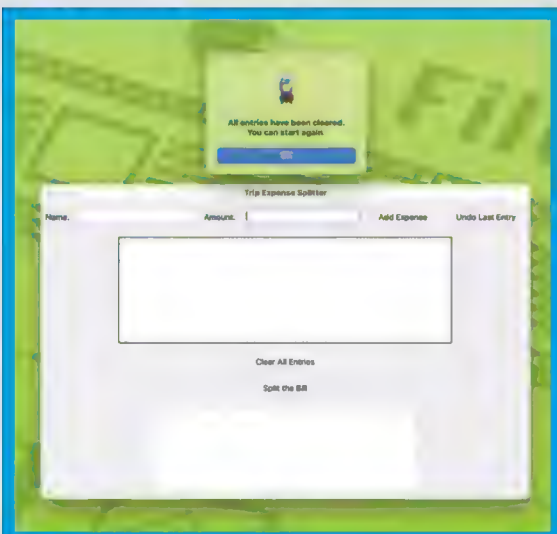 All entries have been cleared.
You can start again
Trip Expense Splitter
Name. Amount. Add Expense Undo Last Entry
Clear All Entries
Split the Bill